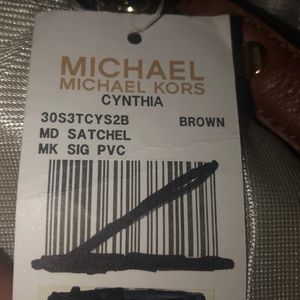 MICHAEL
MICHAEL KORS
CYNTHIA
30S3TCYS2B BROWN
MD SATCHEL
MK SIG PVC